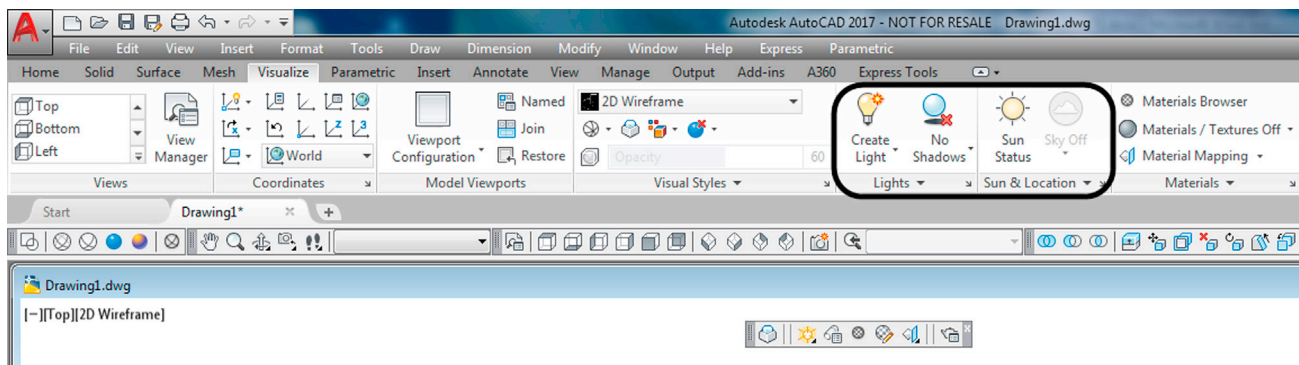 Autodesk AutoCAD 2017 - NOT FOR RESALE Drawing1.dwg
File Edit View Insert Format Tools Draw Dimension Modify Window Help Express Parametric
Home Solid Surface Mesh Visualize Parametric Insert Annotate View Manage Output Add-ins A360 Express Tools
Top
Bottom
Left
View
Manager
World
Viewport
Configuration
Named
Join
Restore
2D Wireframe
Opacity 60
Create
Light
No
Shadows
Sun
Status
Sky Off
Materials Browser
Materials / Textures Off
Material Mapping
Views Coordinates Model Viewports Visual Styles Lights Sun & Location Materials
Start Drawing1*
Drawing1.dwg
[−][Top][2D Wireframe]